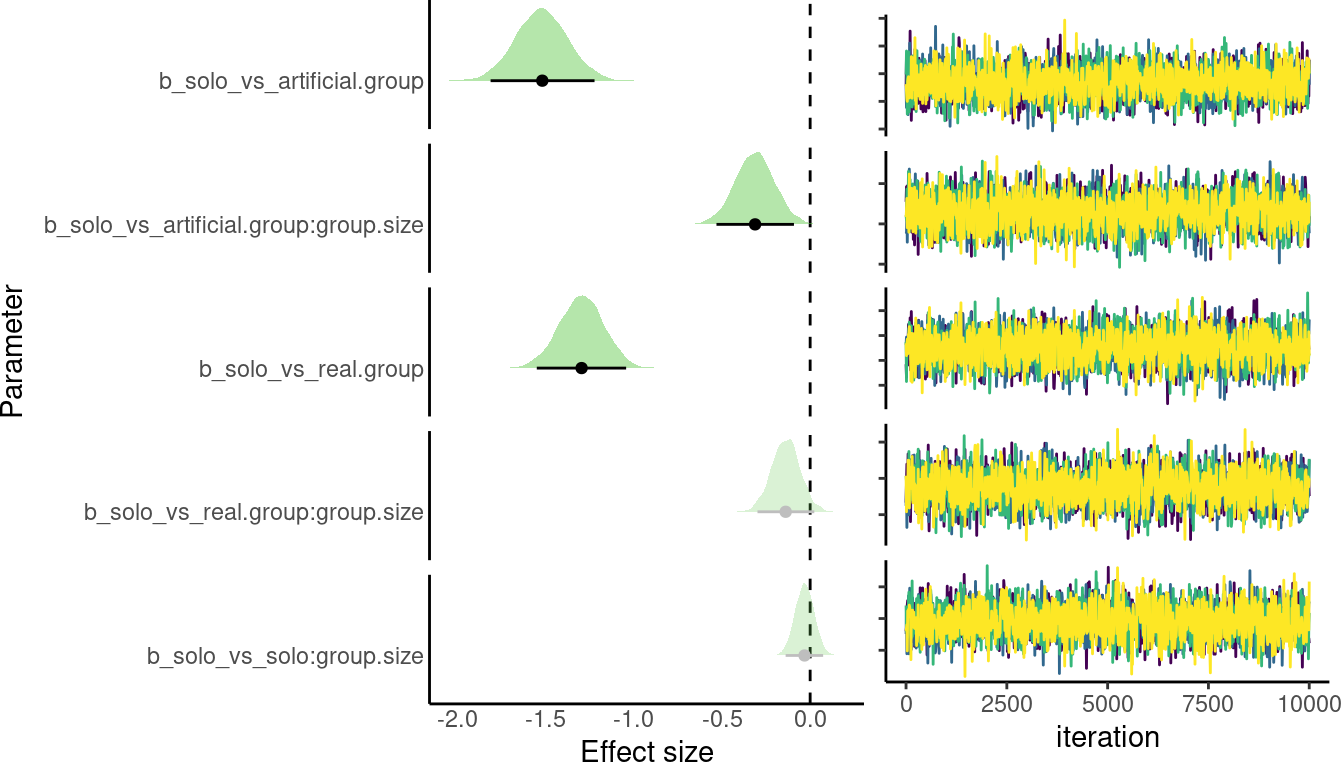 Parameter
b_solo_vs_artificial.group
b_solo_vs_artificial.group:group.size
b_solo_vs_real.group
b_solo_vs_real.group:group.size
b_solo_vs_solo:group.size
-2.0 -1.5 -1.0 -0.5 0.0
Effect size
0 2500 5000 7500 10000
iteration